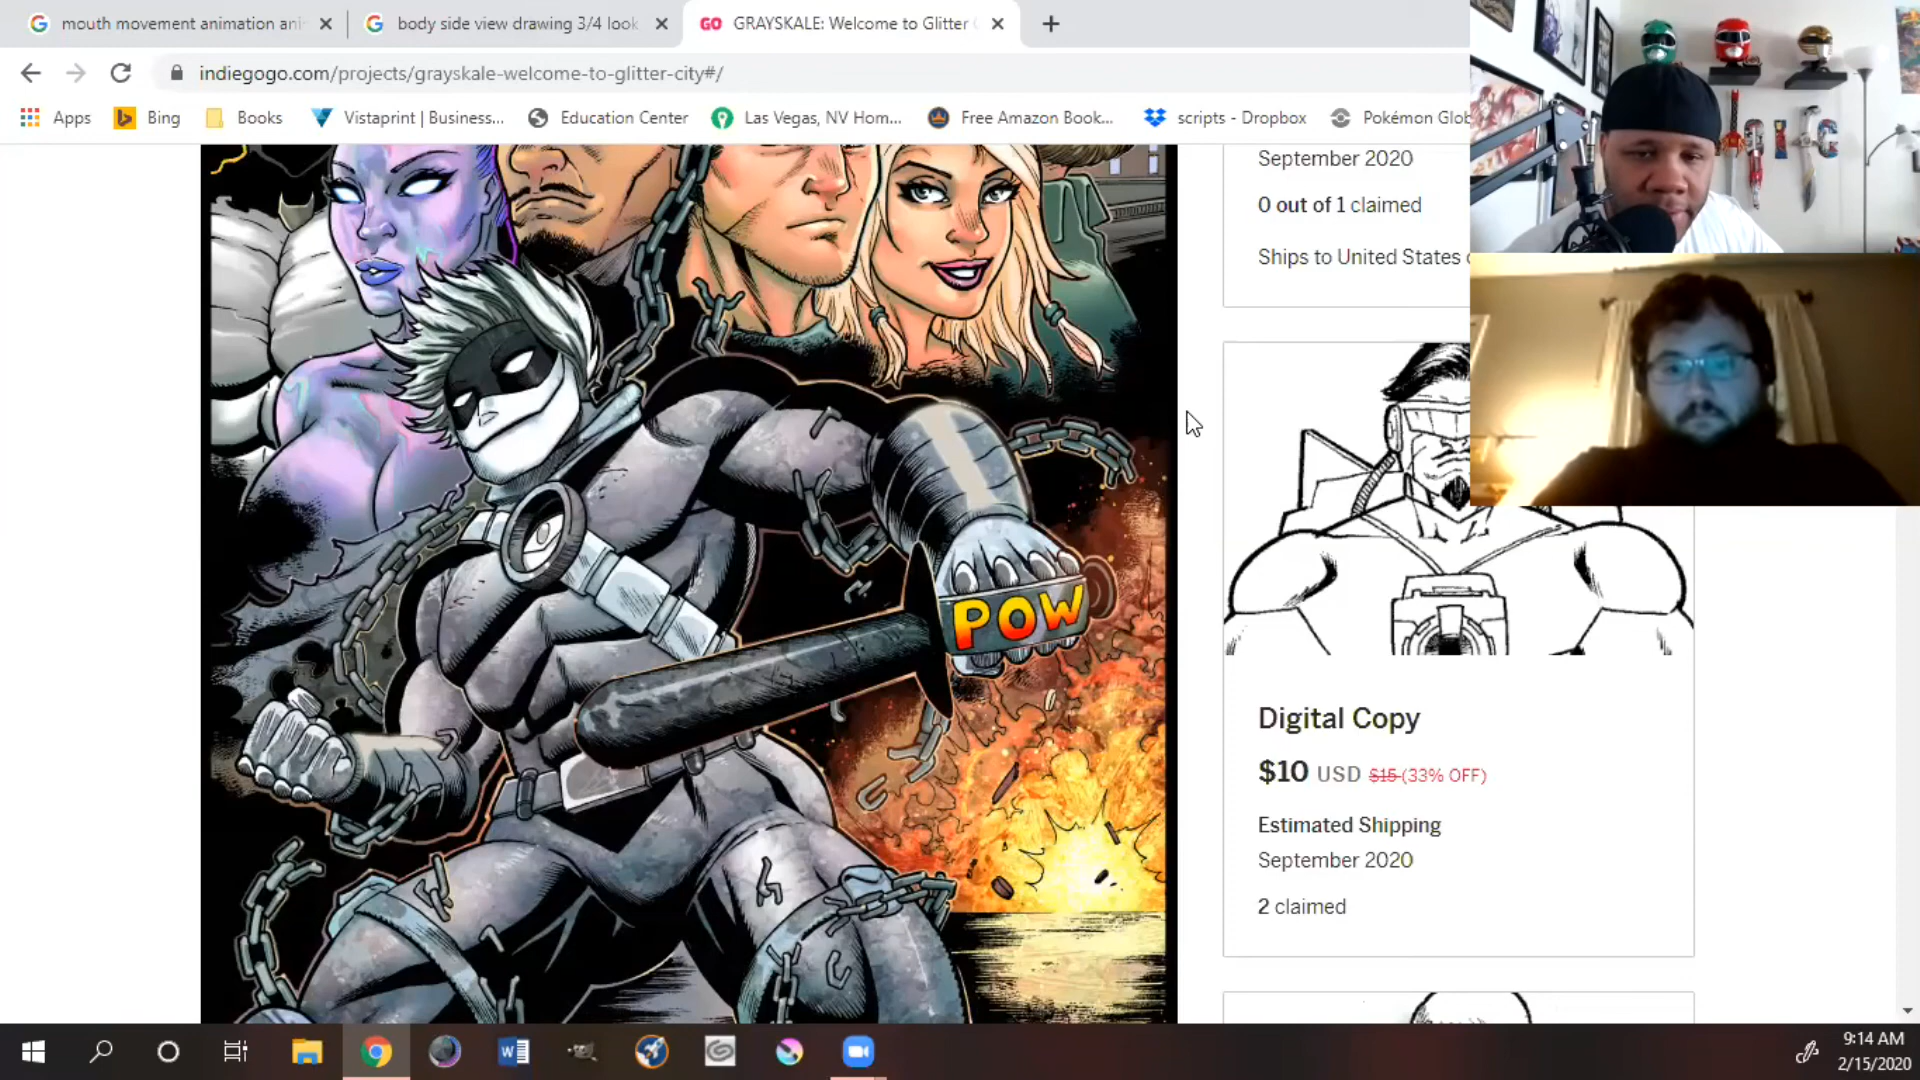 mouth movement animation ani
body side view drawing 3/4 look
GO GRAYSKALE: Welcome to Glitter C
indiegogo.com/projects/grayskale-welcome-to-glitter-city#/
Apps
Bing
Books
Vistaprint | Business...
Education Center
Las Vegas, NV Hom...
Free Amazon Book...
scripts - Dropbox
Pokémon Glob
September 2020
0 out of 1 claimed
Ships to United States
POW
Digital Copy
$10 USD $15 (33% OFF)
Estimated Shipping
September 2020
2 claimed
9:14 AM
2/15/2020